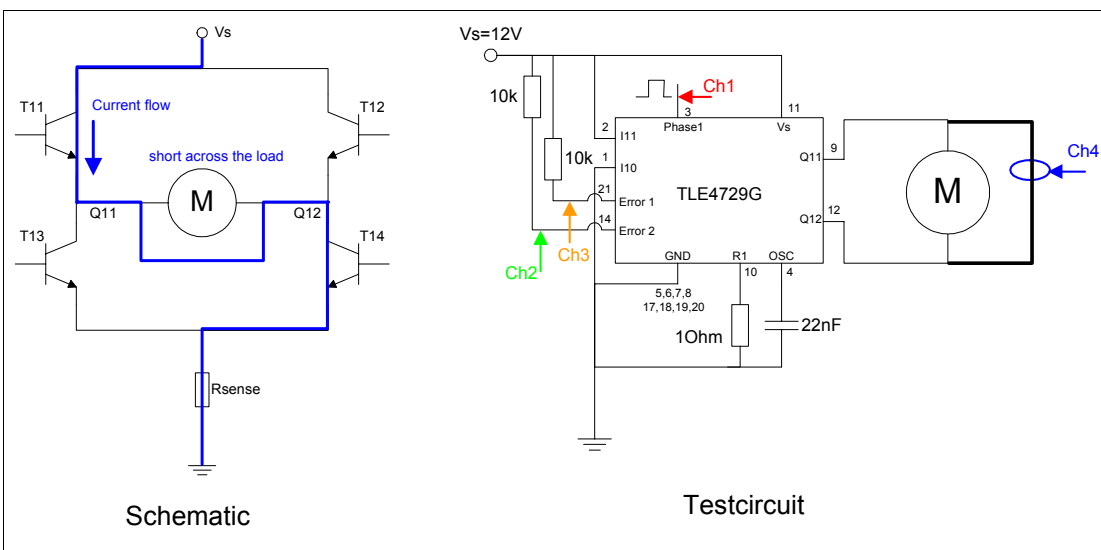 Vs
T11
Current flow
T12
short across the load
M
Q11
Q12
T13
T14
Rsense
Schematic
Vs=12V
10k
Ch1
3
11
Phase1
Vs
2
I11
1
I10
10k
21
Error 1
14
Error 2
TLE4729G
Q11
9
Q12
12
M
Ch4
Ch3
Ch2
GND
R1
OSC
5,6,7,8
17,18,19,20
10
4
1Ohm
22nF
Testcircuit